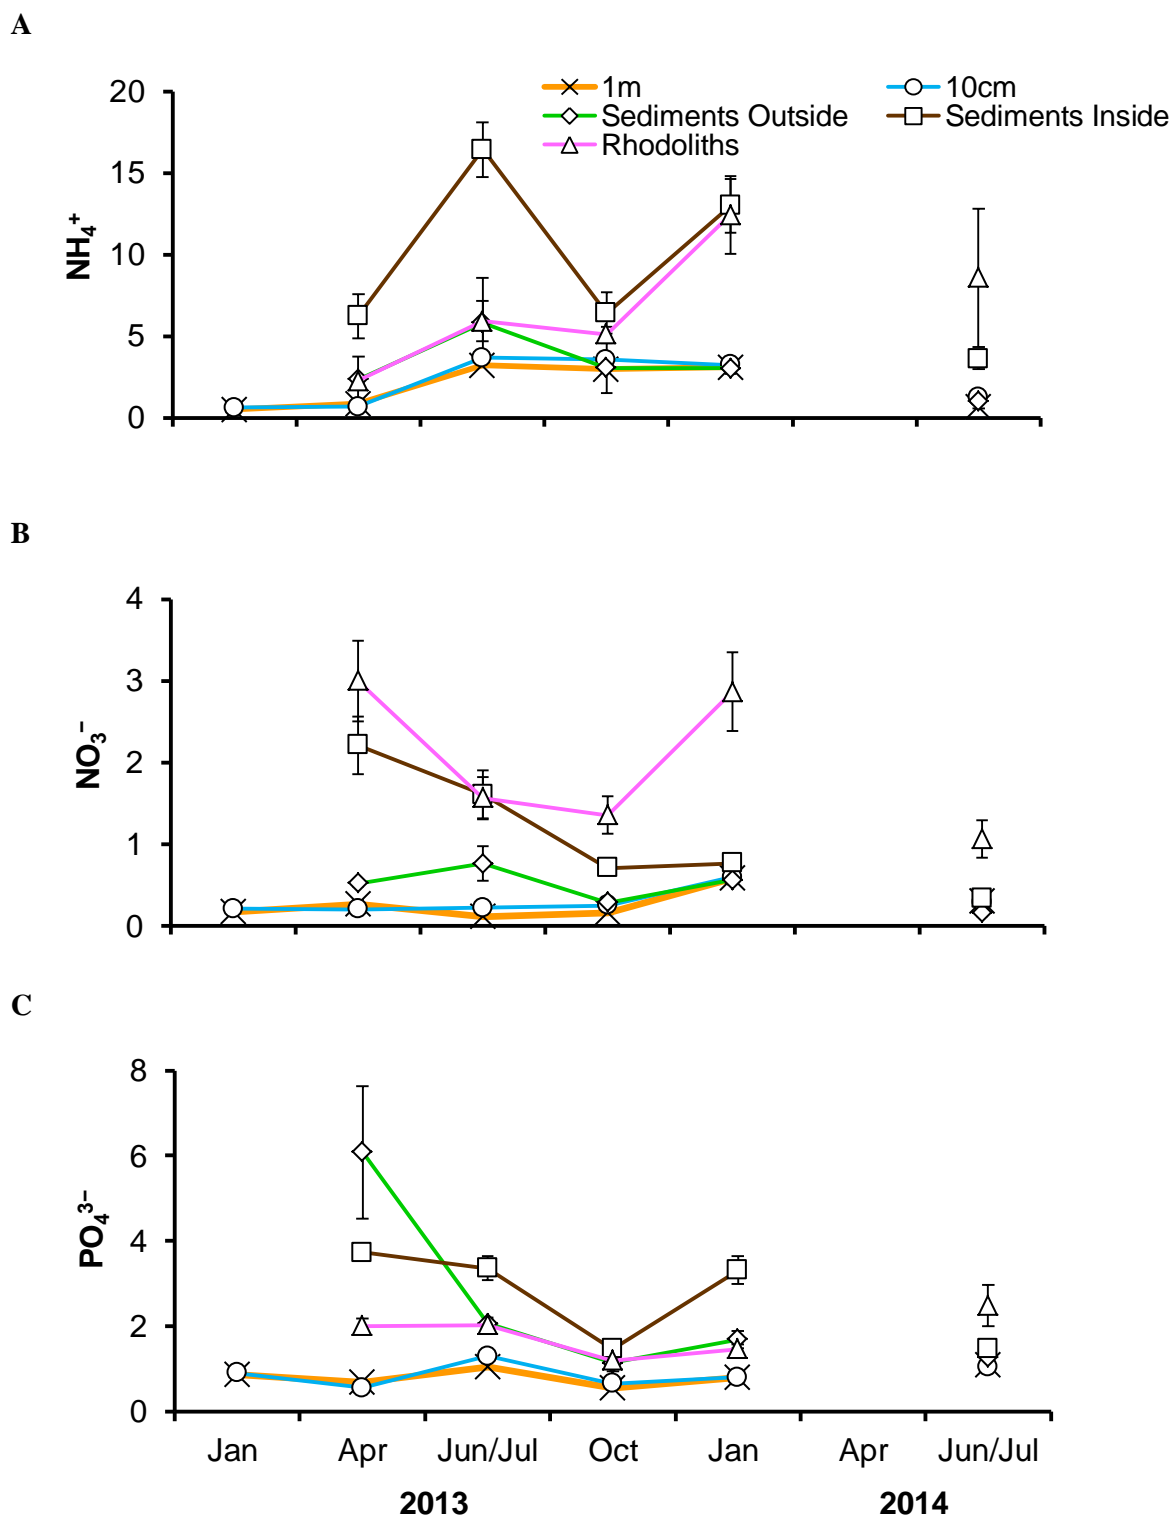 A
1m 10cm
Sediments Outside Sediments Inside
Rhodoliths
20
15
10
5
0
NH₄⁺
B
4
3
2
1
0
NO₃⁻
C
8
6
4
2
0
PO₄³⁻
Jan Apr Jun/Jul Oct Jan Apr Jun/Jul
2013 2014